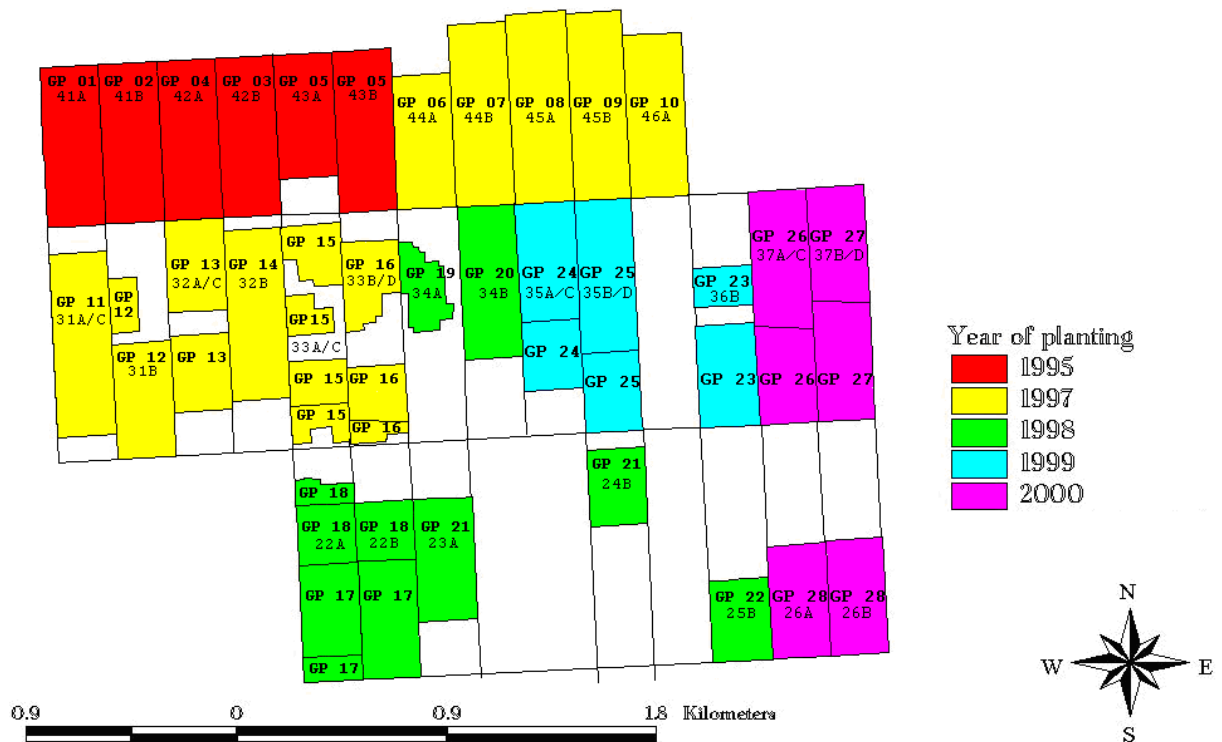 GP 01
41A
GP 02
41B
GP 04
42A
GP 03
42B
GP 05
43A
GP 05
43B
GP 06
44A
GP 07
44B
GP 08
45A
GP 09
45B
GP 10
46A
GP 11
31A/C
GP
12
GP 12
31B
GP 13
32A/C
GP 13
GP 14
32B
GP 15
GP15
33A/C
GP 15
GP 15
GP 16
33B/D
GP 16
GP 16
GP 19
34A
GP 20
34B
GP 24
35A/C
GP 24
GP 25
35B/D
GP 25
GP 23
36B
GP 23
GP 26
37A/C
GP 27
37B/D
GP 26
GP 27
GP 18
GP 18
22A
GP 18
22B
GP 21
23A
GP 21
24B
GP 17
GP 17
GP 17
GP 22
25B
GP 28
26A
GP 28
26B
Year of planting
1995
1997
1998
1999
2000
N
W
E
S
0.9
0
0.9
1.8
Kilometers